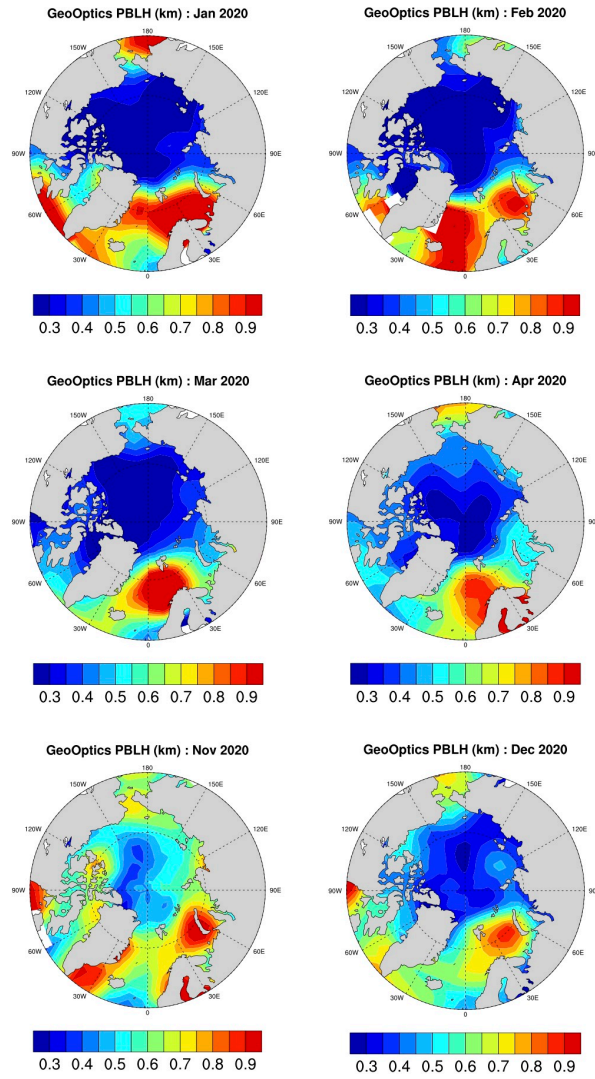 GeoOptics PBLH (km) : Jan 2020
180
150W
150E
120W
120E
90W
90E
60W
60E
30W
30E
0
0.3 0.4 0.5 0.6 0.7 0.8 0.9
GeoOptics PBLH (km) : Feb 2020
180
150W
150E
120W
120E
90W
90E
60W
60E
30W
30E
0
0.3 0.4 0.5 0.6 0.7 0.8 0.9
GeoOptics PBLH (km) : Mar 2020
180
150W
150E
120W
120E
90W
90E
60W
60E
30W
30E
0
0.3 0.4 0.5 0.6 0.7 0.8 0.9
GeoOptics PBLH (km) : Apr 2020
180
150W
150E
120W
120E
90W
90E
60W
60E
30W
30E
0
0.3 0.4 0.5 0.6 0.7 0.8 0.9
GeoOptics PBLH (km) : Nov 2020
180
150W
150E
120W
120E
90W
90E
60W
60E
30W
30E
0
0.3 0.4 0.5 0.6 0.7 0.8 0.9
GeoOptics PBLH (km) : Dec 2020
180
150W
150E
120W
120E
90W
90E
60W
60E
30W
30E
0
0.3 0.4 0.5 0.6 0.7 0.8 0.9